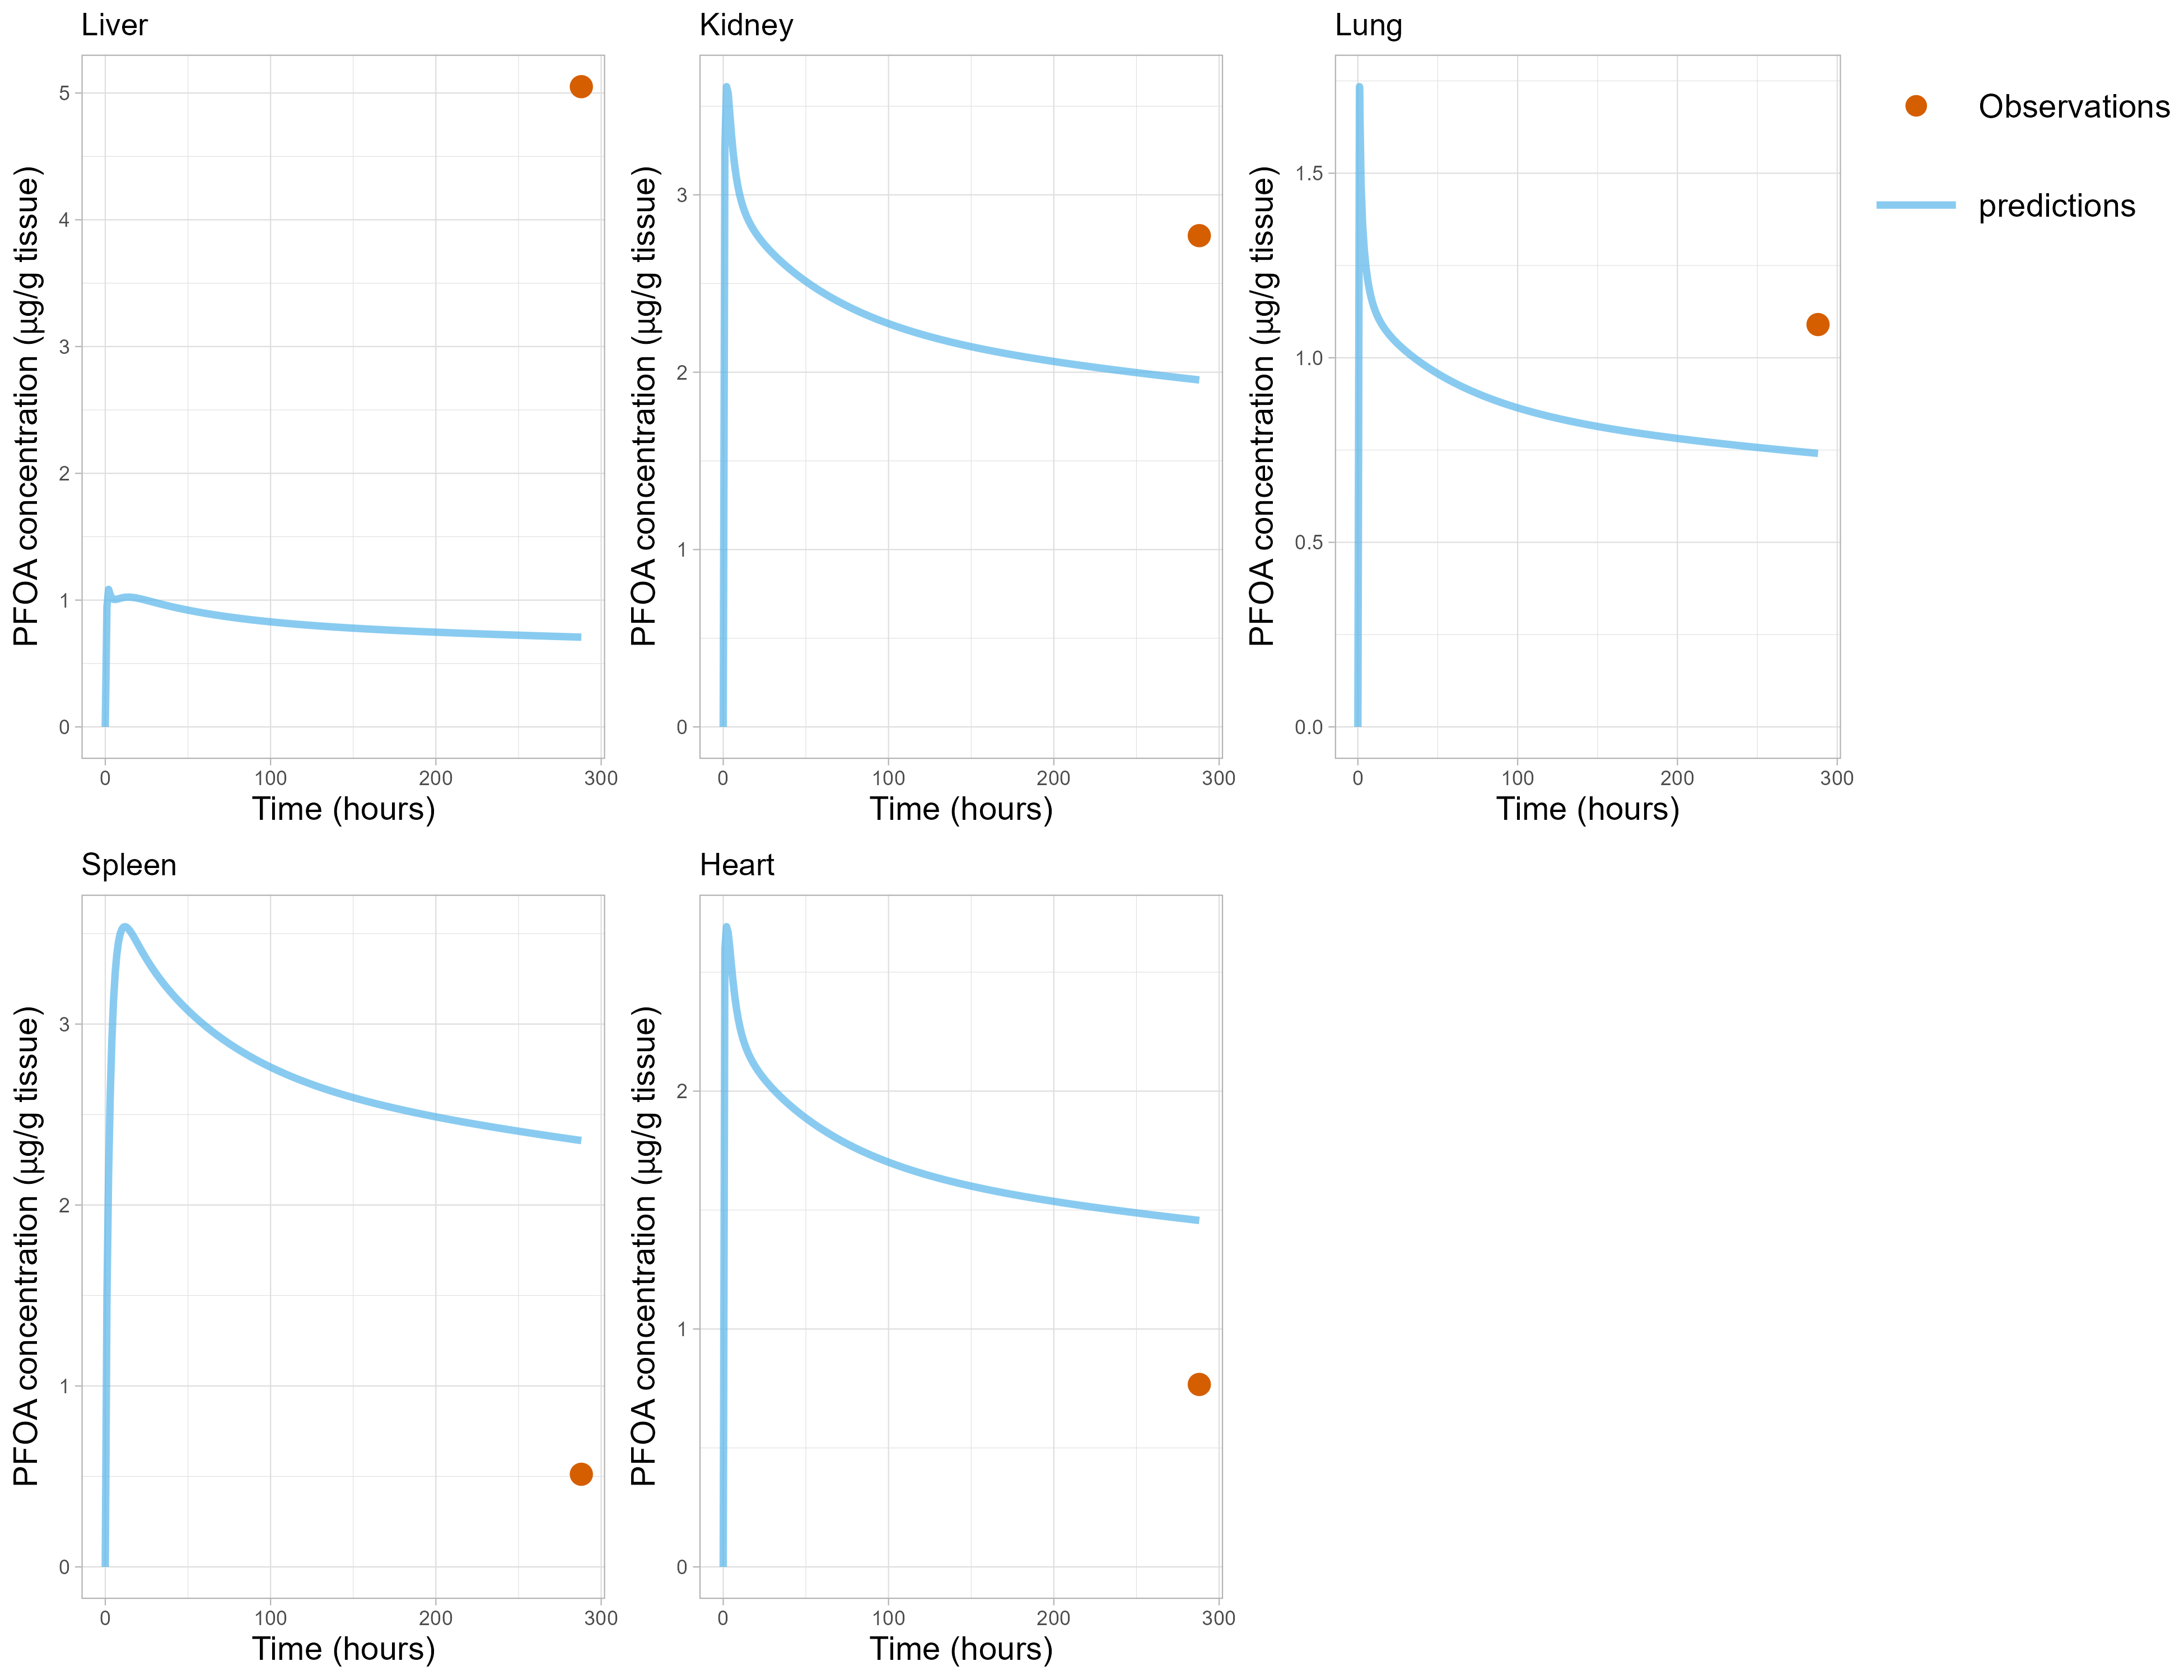 Liver
PFOA concentration (µg/g tissue)
5
4
3
2
1
0
0 100 200 300
Time (hours)
Kidney
PFOA concentration (µg/g tissue)
3
2
1
0
0 100 200 300
Time (hours)
Lung
PFOA concentration (µg/g tissue)
1.5
1.0
0.5
0.0
0 100 200 300
Time (hours)
Observations
predictions
Spleen
PFOA concentration (µg/g tissue)
3
2
1
0
0 100 200 300
Time (hours)
Heart
PFOA concentration (µg/g tissue)
2
1
0
0 100 200 300
Time (hours)